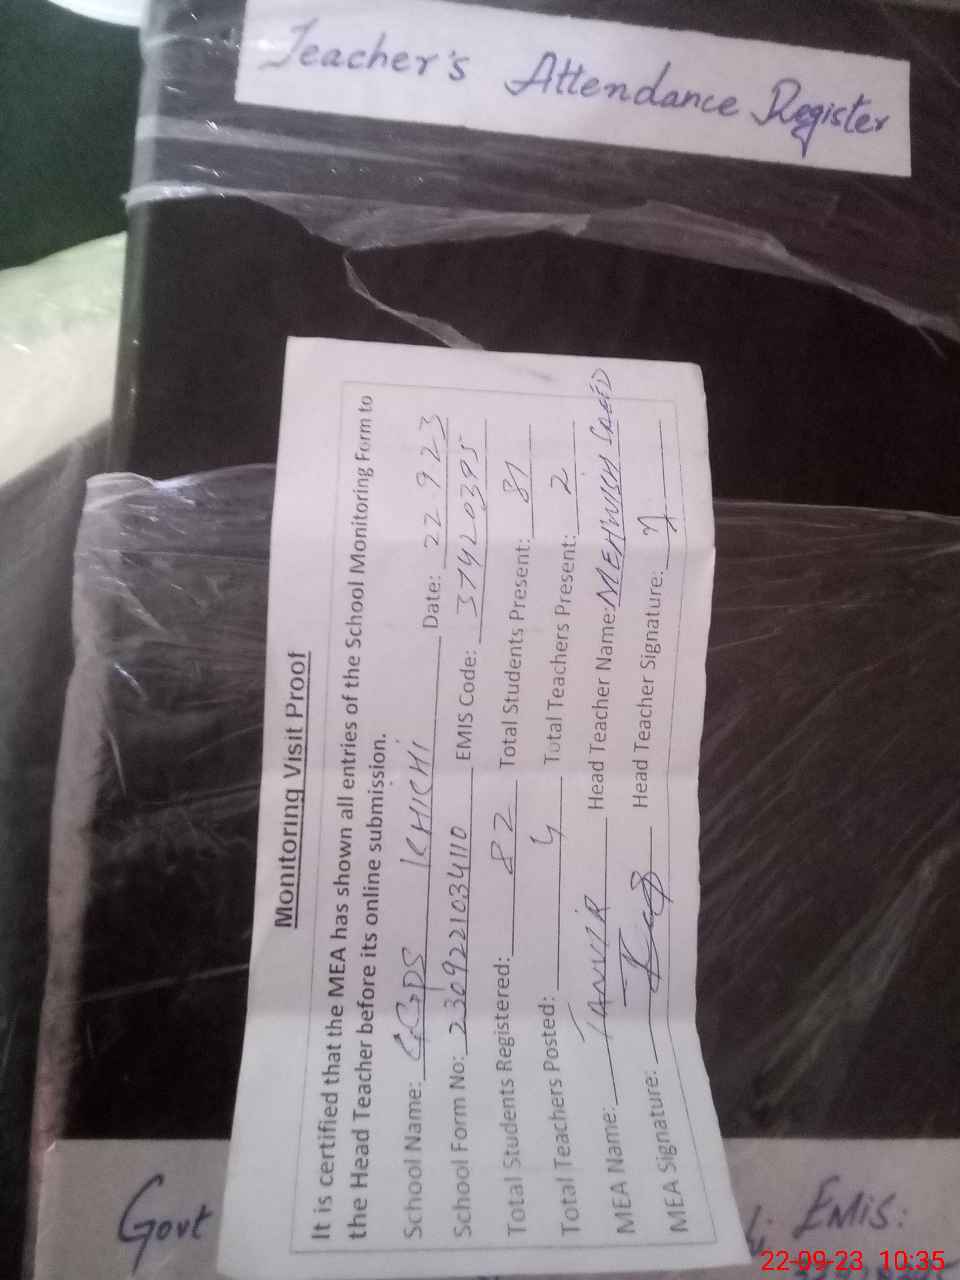 Teacher's Attendance Register
Monitoring Visit Proof
It is certified that the MEA has shown all entries of the School Monitoring Form to
the Head Teacher before its online submission.
School Name: GGPS KHICHI Date: 22.9.23
School Form No: 230922103411O EMIS Code: 37420395
Total Students Registered: 82 Total Students Present: 81
Total Teachers Posted: 4 Total Teachers Present: 2
MEA Name: TANVIR Head Teacher Name: MEHWISH SAEED
MEA Signature: Head Teacher Signature:
Govt
EMIS:
22-09-23 10:35